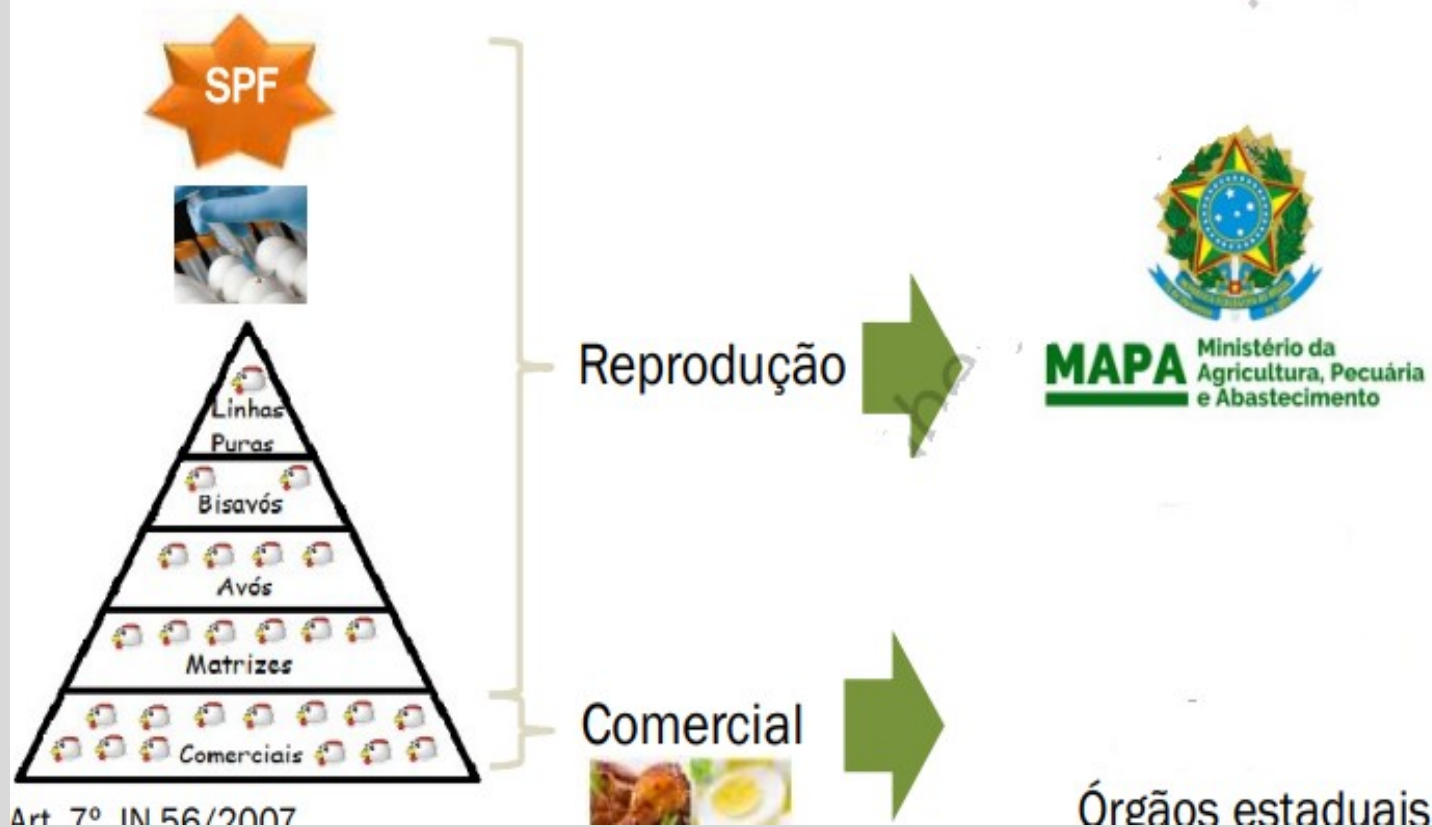 SPF
Linhas
Puras
Bisavós
Avós
Matrizes
Comerciais
Reprodução
MAPA
Ministério da
Agricultura, Pecuária
e Abastecimento
Comercial
Art. 7º, IN 56/2007
Órgãos estaduais